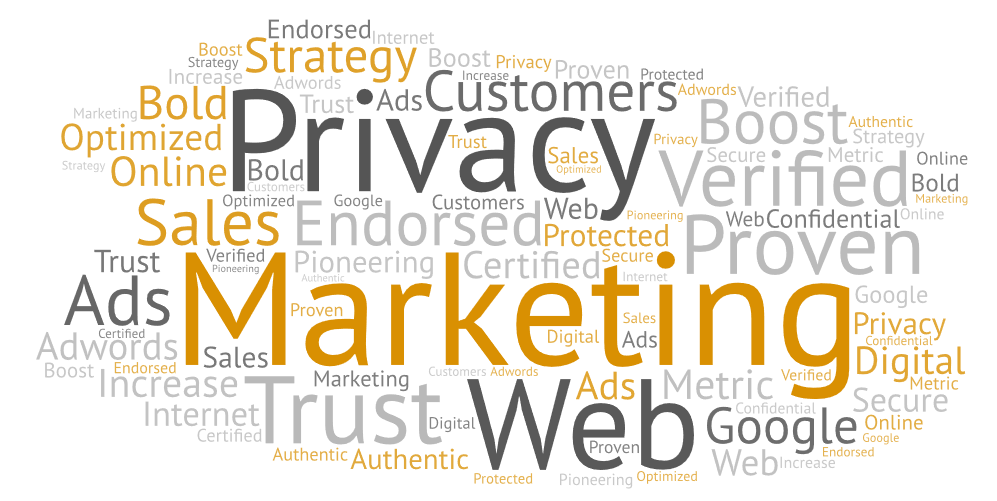 Endorsed
Internet
Boost
Strategy
Boost
Privacy
Proven
Strategy
Increase
Adwords
Increase
Protected
Adwords
Bold
Trust
Ads
Customers
Verified
Marketing
Privacy
Boost
Authentic
Optimized
Trust
Privacy
Strategy
Strategy
Online
Bold
Sales
Optimized
Secure
Metric
Online
Customers
Verified
Bold
Optimized
Google
Customers
Web
Marketing
Sales
Endorsed
Pioneering
Web
Confidential
Online
Protected
Proven
Trust
Verified
Pioneering
Pioneering
Certified
Secure
Authentic
Internet
Ads
Marketing
Google
Proven
Sales
Privacy
Certified
Digital
Ads
Confidential
Adwords
Sales
Digital
Boost
Endorsed
Customers
Adwords
Verified
Increase
Marketing
Ads
Metric
Metric
Internet
Trust
Web
Confidential
Secure
Certified
Digital
Google
Online
Google
Authentic
Authentic
Proven
Web
Increase
Endorsed
Protected
Pioneering
Optimized